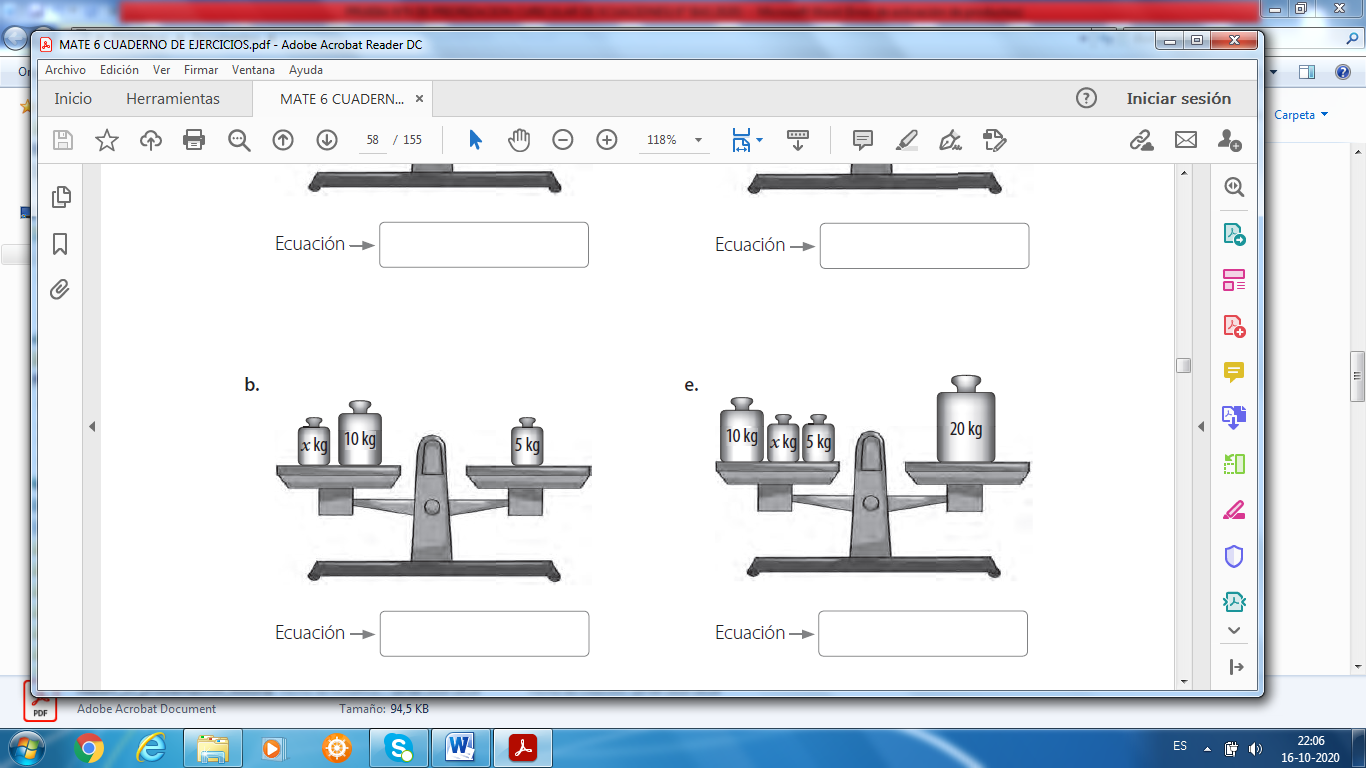 MATE 6 CUADERNO DE EJERCICIOS.pdf - Adobe Acrobat Reader DC
Archivo Edición Ver Firmar Ventana Ayuda
Inicio Herramientas MATE 6 CUADERN... × ? Iniciar sesión
58 / 155 118%
Carpeta
Ecuación
Ecuación
b.
x kg 10 kg 5 kg
Ecuación
e.
10 kg x kg 5 kg 20 kg
Ecuación
PDF
Adobe Acrobat Document Tamaño: 94,5 KB
ES
22:06
16-10-2020